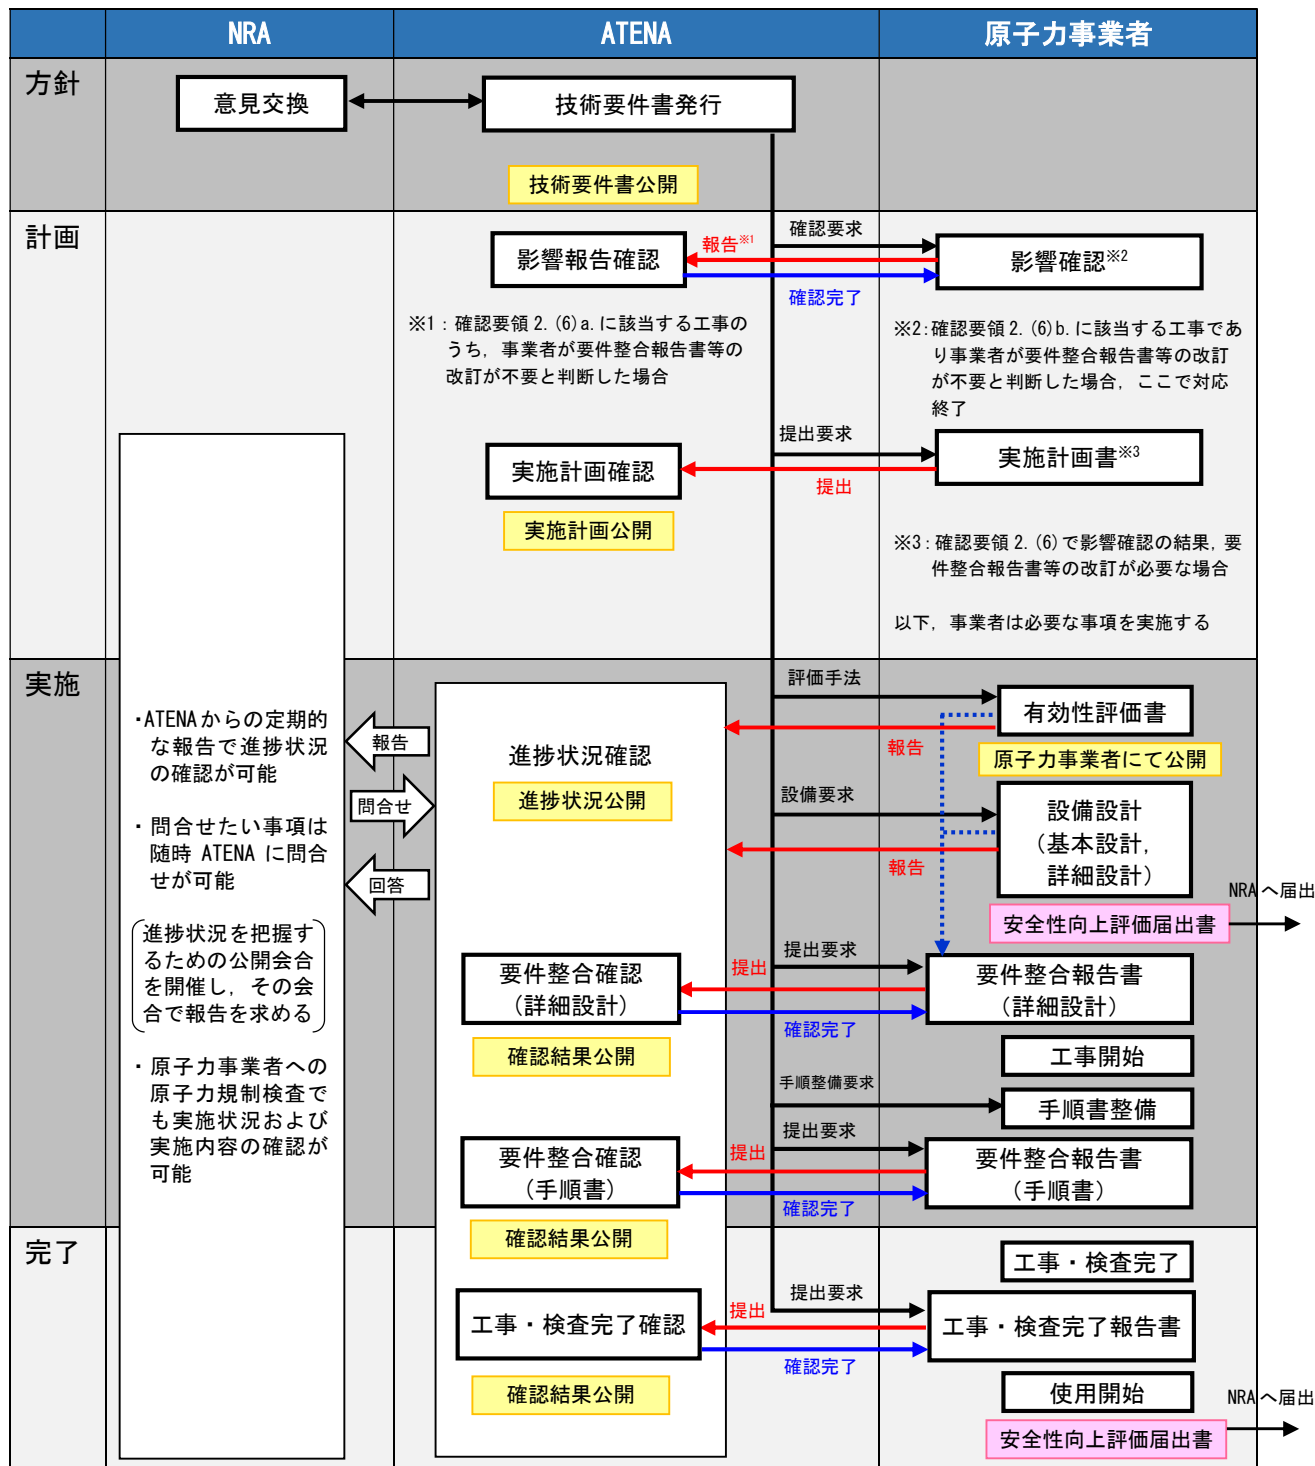 NRA
ATENA
原子力事業者
方針
意見交換
技術要件書発行
技術要件書公開
計画
確認要求
影響報告確認
報告※1
影響確認※2
確認完了
※1：確認要領 2.(6)a.に該当する工事の
うち，事業者が要件整合報告書等の
改訂が不要と判断した場合
※2：確認要領 2.(6)b.に該当する工事であ
り事業者が要件整合報告書等の改訂
が不要と判断した場合，ここで対応
終了
提出要求
実施計画確認
実施計画書※3
提出
実施計画公開
※3：確認要領 2.(6)で影響確認の結果，要
件整合報告書等の改訂が必要な場合
以下，事業者は必要な事項を実施する
実施
・ATENAからの定期的
な報告で進捗状況
の確認が可能
・問合せたい事項は
随時 ATENA に問合
せが可能
進捗状況を把握す
るための公開会合
を開催し，その会
合で報告を求める
・原子力事業者への
原子力規制検査で
も実施状況および
実施内容の確認が
可能
報告
問合せ
回答
進捗状況確認
進捗状況公開
評価手法
有効性評価書
報告
原子力事業者にて公開
設備要求
設備設計
（基本設計，
詳細設計）
報告
NRA へ届出
安全性向上評価届出書
提出要求
要件整合確認
（詳細設計）
提出
要件整合報告書
（詳細設計）
確認完了
確認結果公開
工事開始
手順整備要求
手順書整備
提出要求
要件整合確認
（手順書）
提出
要件整合報告書
（手順書）
確認完了
確認結果公開
完了
工事・検査完了
提出要求
工事・検査完了確認
提出
工事・検査完了報告書
確認完了
確認結果公開
使用開始
NRA へ届出
安全性向上評価届出書